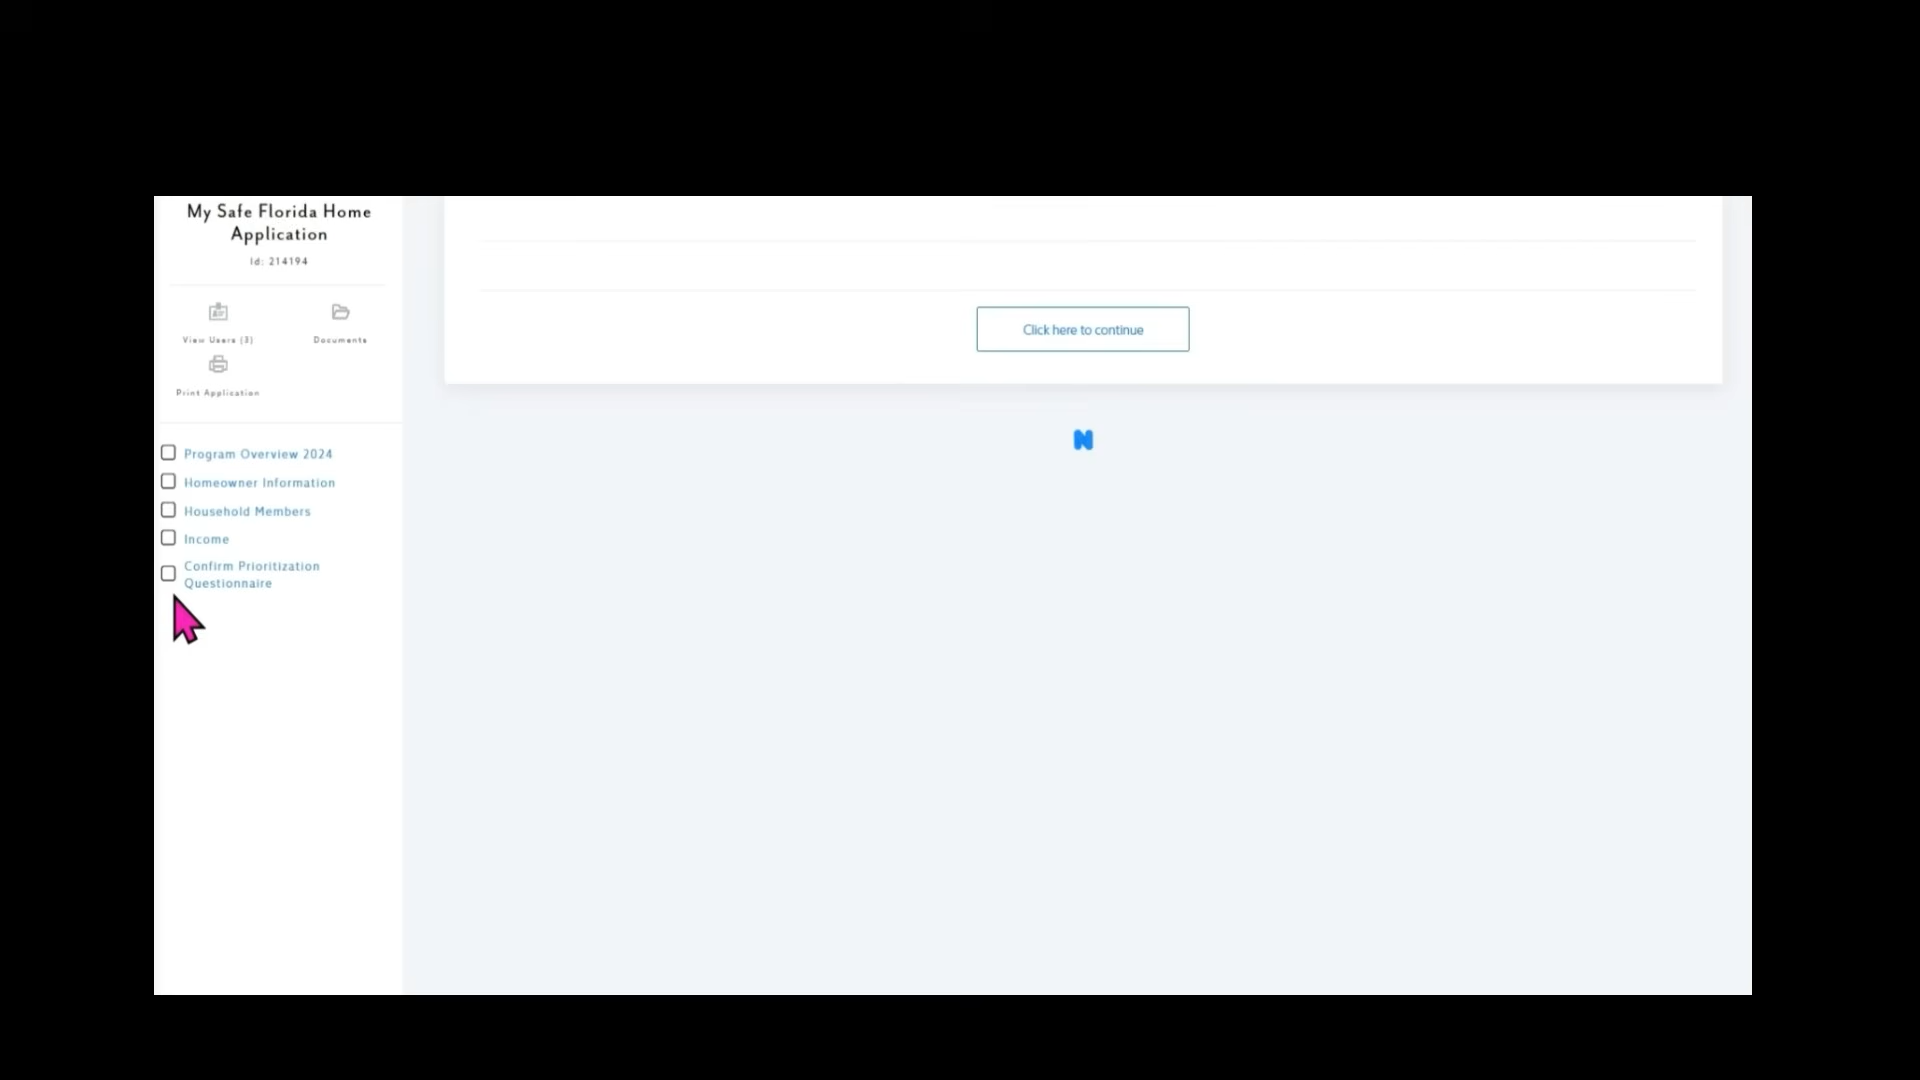 My Safe Florida Home
Application
Id: 214194
View Users (3)
Documents
Print Application
Program Overview 2024
Homeowner Information
Household Members
Income
Confirm Prioritization
Questionnaire
Click here to continue
N